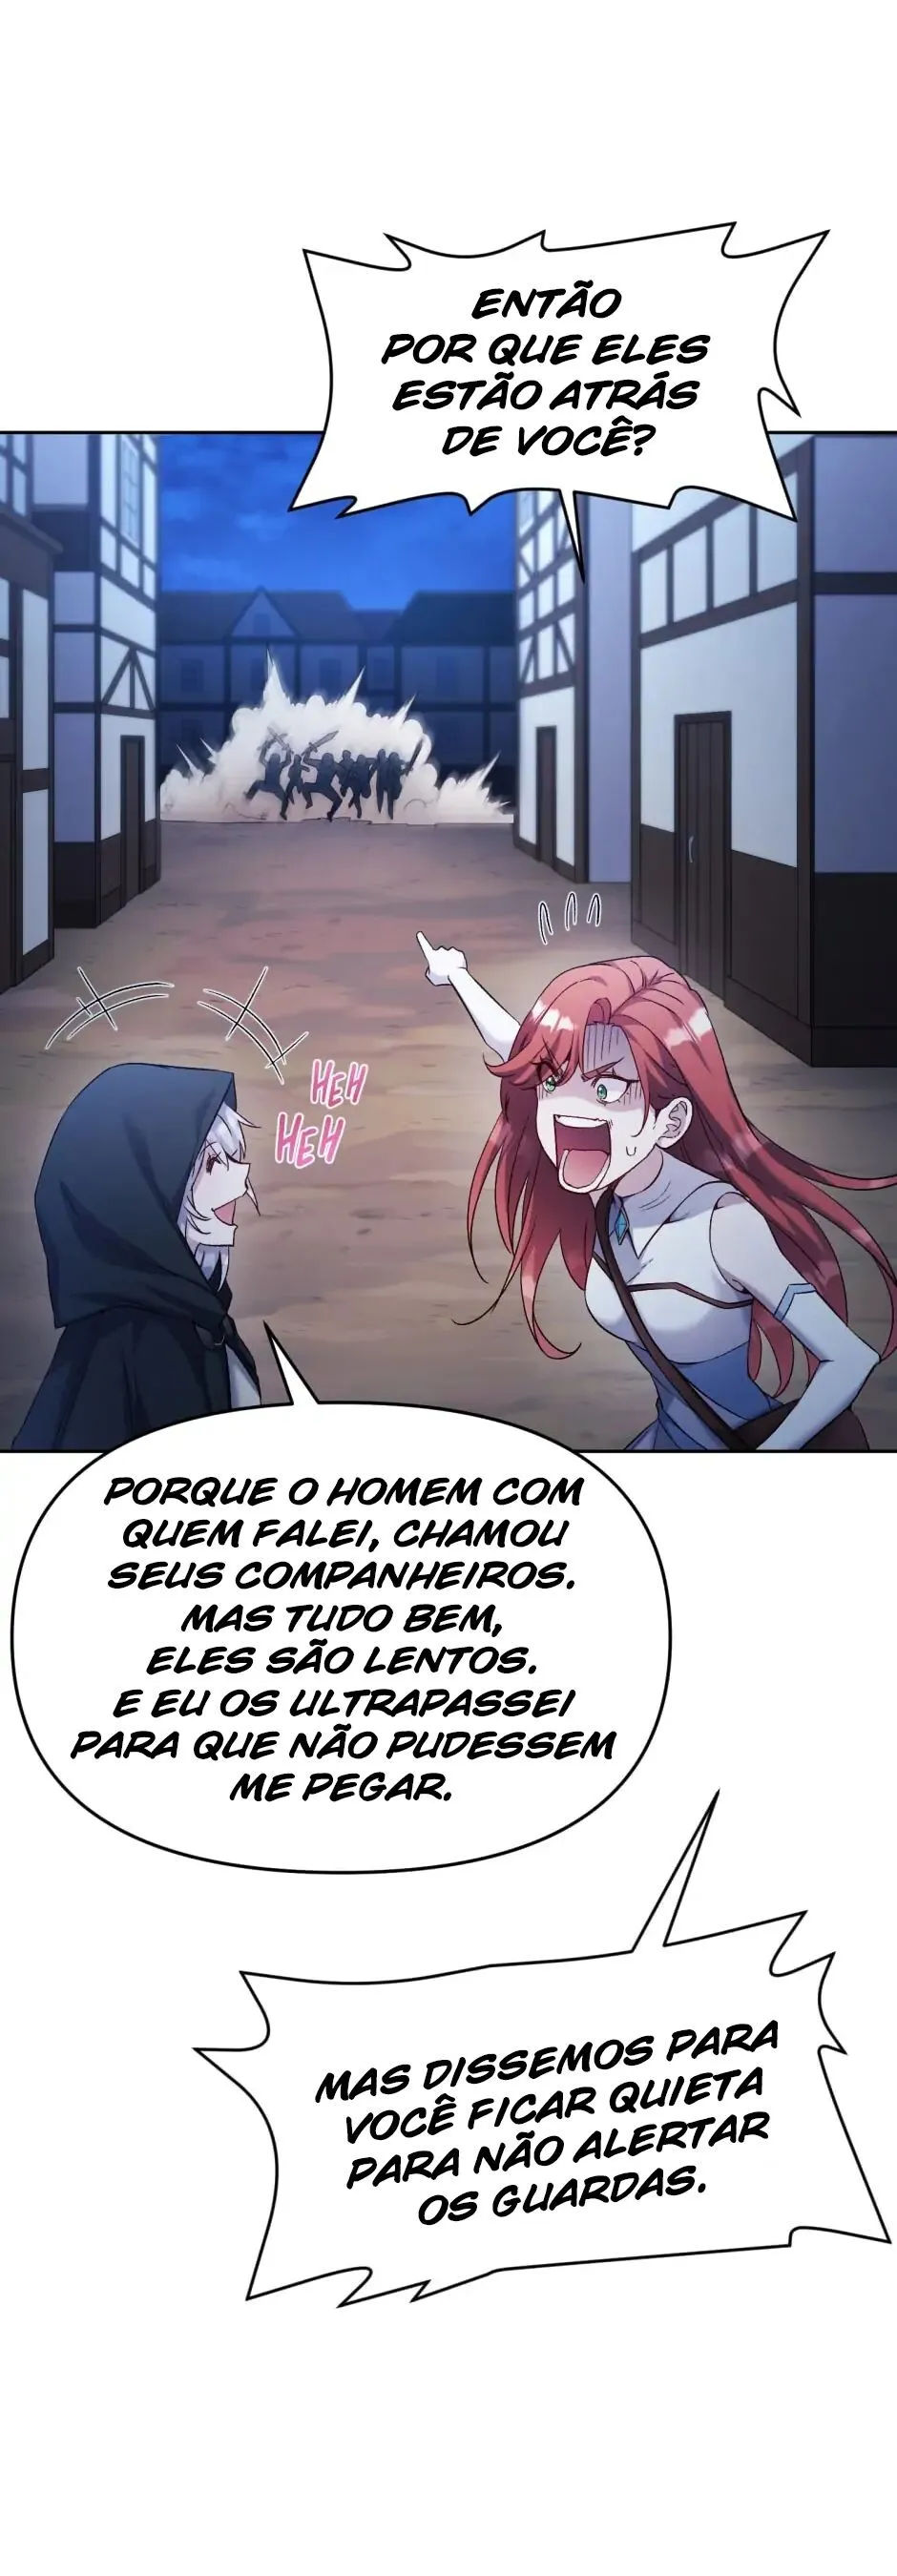 ENTÃO
POR QUE ELES
ESTÃO ATRÁS
DE VOCÊ?
HEH
HEH
PORQUE O HOMEM COM
QUEM FALEI, CHAMOU
SEUS COMPANHEIROS.
MAS TUDO BEM,
ELES SÃO LENTOS.
E EU OS ULTRAPASSEI
PARA QUE NÃO PUDESSEM
ME PEGAR.
MAS DISSEMOS PARA
VOCÊ FICAR QUIETA
PARA NÃO ALERTAR
OS GUARDAS.